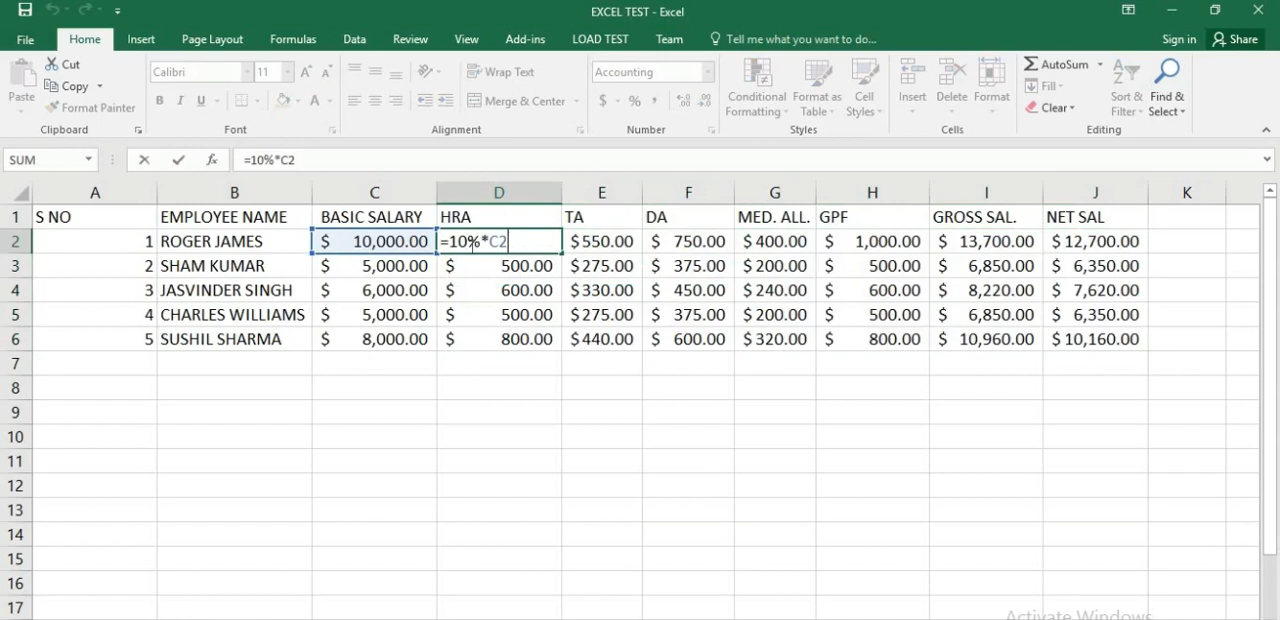 EXCEL TEST - Excel
File Home Insert Page Layout Formulas Data Review View Add-ins LOAD TEST Team Tell me what you want to do... Sign in Share
Paste Cut Copy Format Painter Clipboard
Calibri 11 B I U A A A Font
Wrap Text Merge & Center Alignment
Accounting $ % , Number
Conditional Formatting Format as Table Cell Styles Styles
Insert Delete Format Cells
AutoSum Fill Clear Sort & Filter Find & Select Editing
SUM fx =10%*C2
A B C D E F G H I J K
1 S NO EMPLOYEE NAME BASIC SALARY HRA TA DA MED. ALL. GPF GROSS SAL. NET SAL
2 1 ROGER JAMES $ 10,000.00 =10%*C2 $550.00 $ 750.00 $400.00 $ 1,000.00 $ 13,700.00 $ 12,700.00
3 2 SHAM KUMAR $ 5,000.00 $ 500.00 $275.00 $ 375.00 $200.00 $ 500.00 $ 6,850.00 $ 6,350.00
4 3 JASVINDER SINGH $ 6,000.00 $ 600.00 $330.00 $ 450.00 $240.00 $ 600.00 $ 8,220.00 $ 7,620.00
5 4 CHARLES WILLIAMS $ 5,000.00 $ 500.00 $275.00 $ 375.00 $200.00 $ 500.00 $ 6,850.00 $ 6,350.00
6 5 SUSHIL SHARMA $ 8,000.00 $ 800.00 $440.00 $ 600.00 $320.00 $ 800.00 $ 10,960.00 $ 10,160.00
7
8
9
10
11
12
13
14
15
16
17
Activate Windows